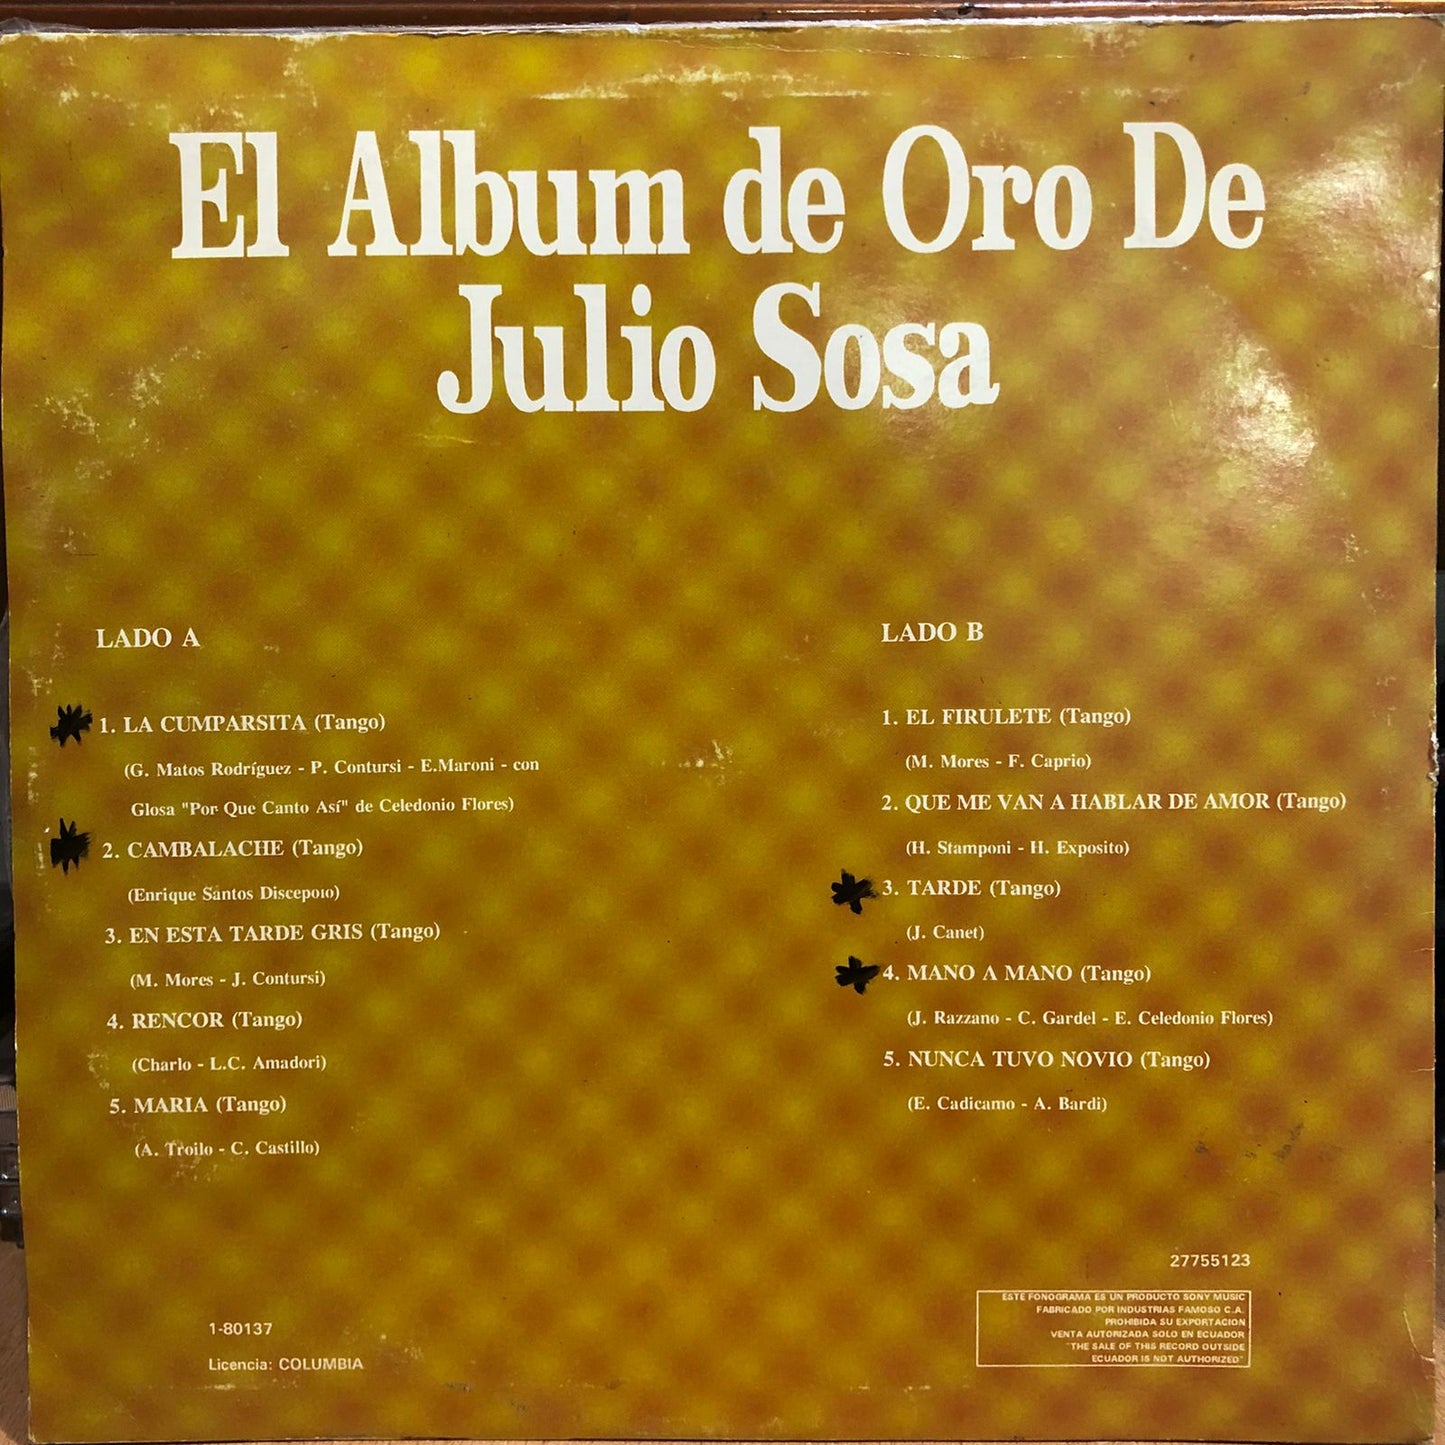 El Album de Oro De
Julio Sosa
LADO A
1. LA CUMPARSITA (Tango)
(G. Matos Rodríguez - P. Contursi - E.Maroni - con
Glosa "Por Que Canto Así" de Celedonio Flores)
2. CAMBALACHE (Tango)
(Enrique Santos Discepolo)
3. EN ESTA TARDE GRIS (Tango)
(M. Mores - J. Contursi)
4. RENCOR (Tango)
(Charlo - L.C. Amadori)
5. MARIA (Tango)
(A. Troilo - C. Castillo)
LADO B
1. EL FIRULETE (Tango)
(M. Mores - F. Caprio)
2. QUE ME VAN A HABLAR DE AMOR (Tango)
(H. Stamponi - H. Exposito)
3. TARDE (Tango)
(J. Canet)
4. MANO A MANO (Tango)
(J. Razzano - C. Gardel - E. Celedonio Flores)
5. NUNCA TUVO NOVIO (Tango)
(E. Cadicamo - A. Bardi)
27755123
ESTE FONOGRAMA ES UN PRODUCTO SONY MUSIC
FABRICADO POR INDUSTRIAS FAMOSO C.A.
PROHIBIDA SU EXPORTACION
VENTA AUTORIZADA SOLO EN ECUADOR
"THE SALE OF THIS RECORD OUTSIDE
ECUADOR IS NOT AUTHORIZED"
1-80137
Licencia: COLUMBIA